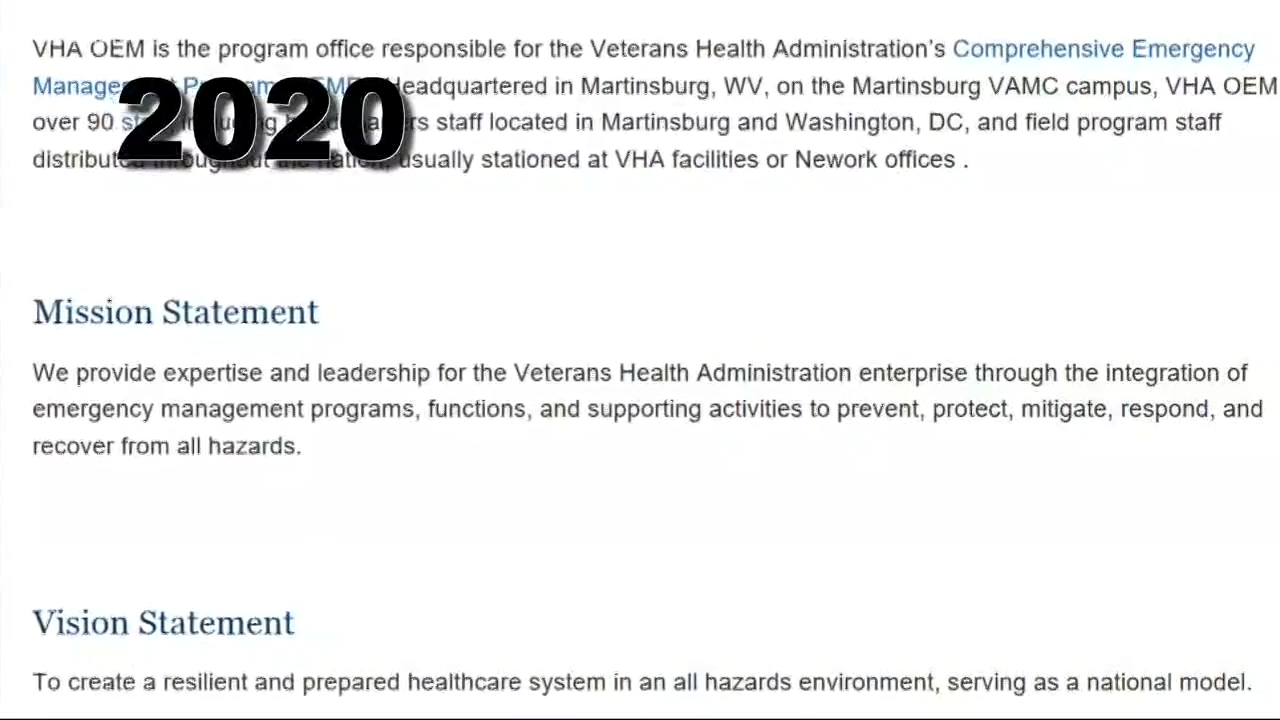 VHA OEM is the program office responsible for the Veterans Health Administration's Comprehensive Emergency
2020
Headquartered in Martinsburg, WV, on the Martinsburg VAMC campus, VHA OEM
over 90 staff located in Martinsburg and Washington, DC, and field program staff
usually stationed at VHA facilities or Nework offices .
Mission Statement
We provide expertise and leadership for the Veterans Health Administration enterprise through the integration of
emergency management programs, functions, and supporting activities to prevent, protect, mitigate, respond, and
recover from all hazards.
Vision Statement
To create a resilient and prepared healthcare system in an all hazards environment, serving as a national model.